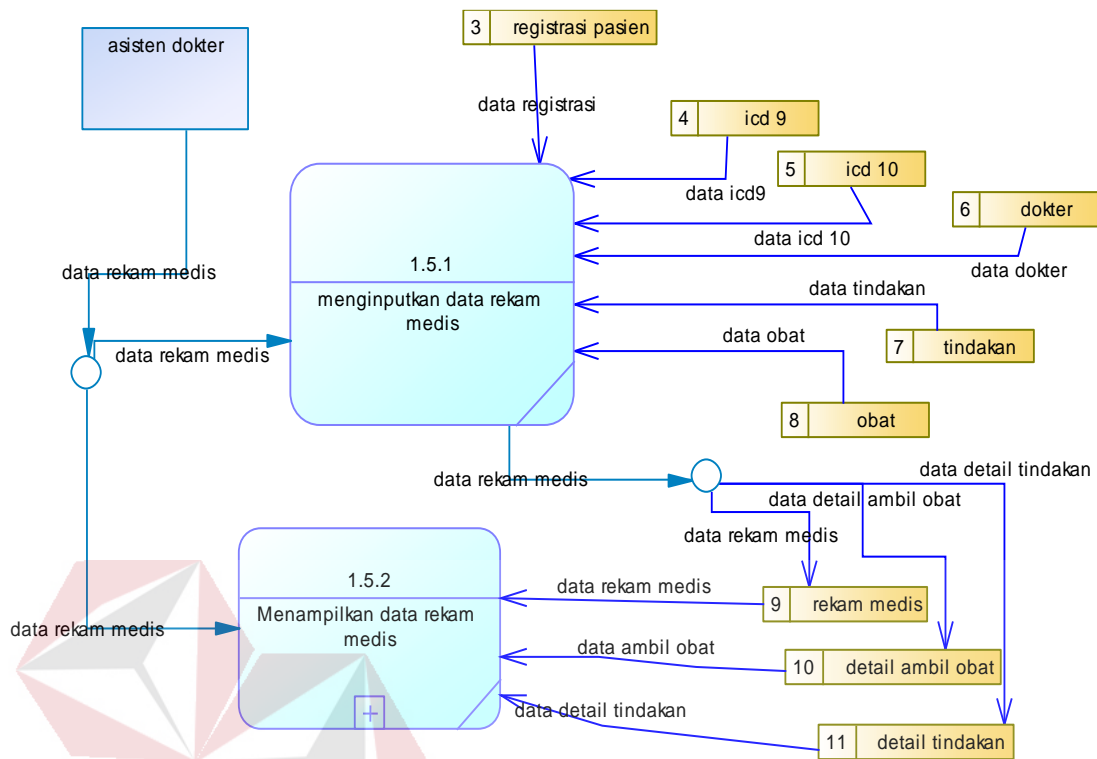 asisten dokter
3 registrasi pasien
data registrasi
4 icd 9
data icd9
5 icd 10
data icd 10
6 dokter
data dokter
data rekam medis
data rekam medis
1.5.1
menginputkan data rekam
medis
data tindakan
7 tindakan
data obat
8 obat
data rekam medis
data detail tindakan
data detail ambil obat
data rekam medis
data rekam medis
1.5.2
Menampilkan data rekam
medis
data rekam medis
9 rekam medis
data ambil obat
10 detail ambil obat
data detail tindakan
11 detail tindakan